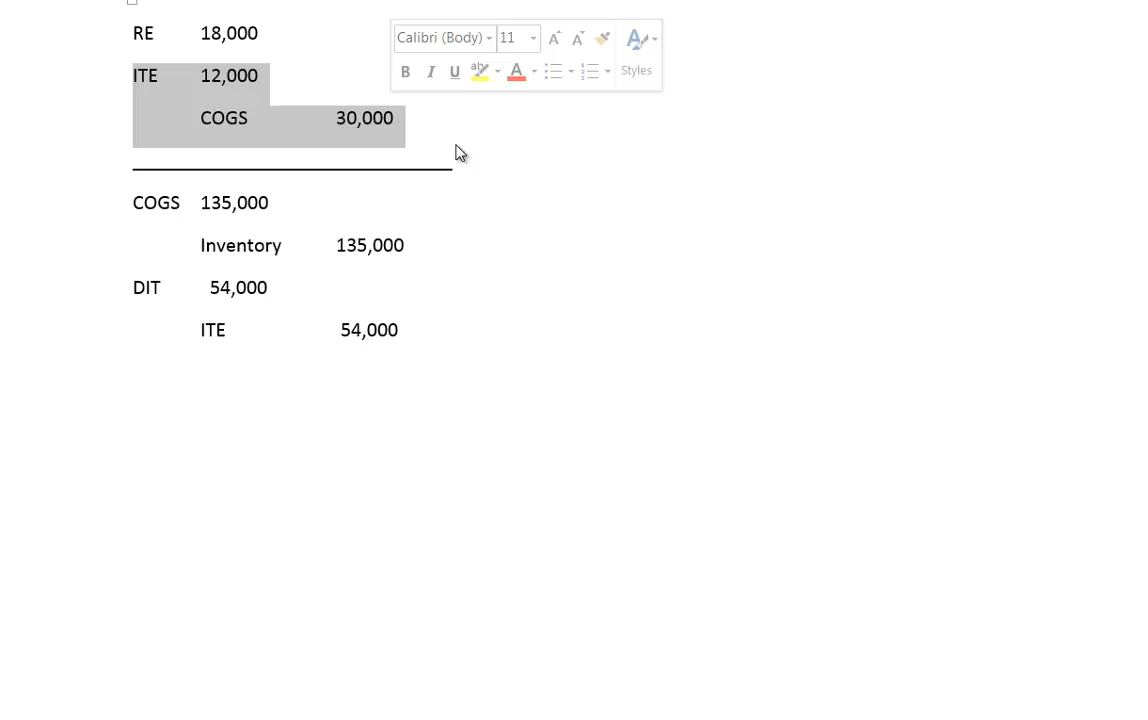 RE 18,000
Calibri (Body) 11 A A A
ITE 12,000
B I U ab A Styles
COGS 30,000
COGS 135,000
Inventory 135,000
DIT 54,000
ITE 54,000